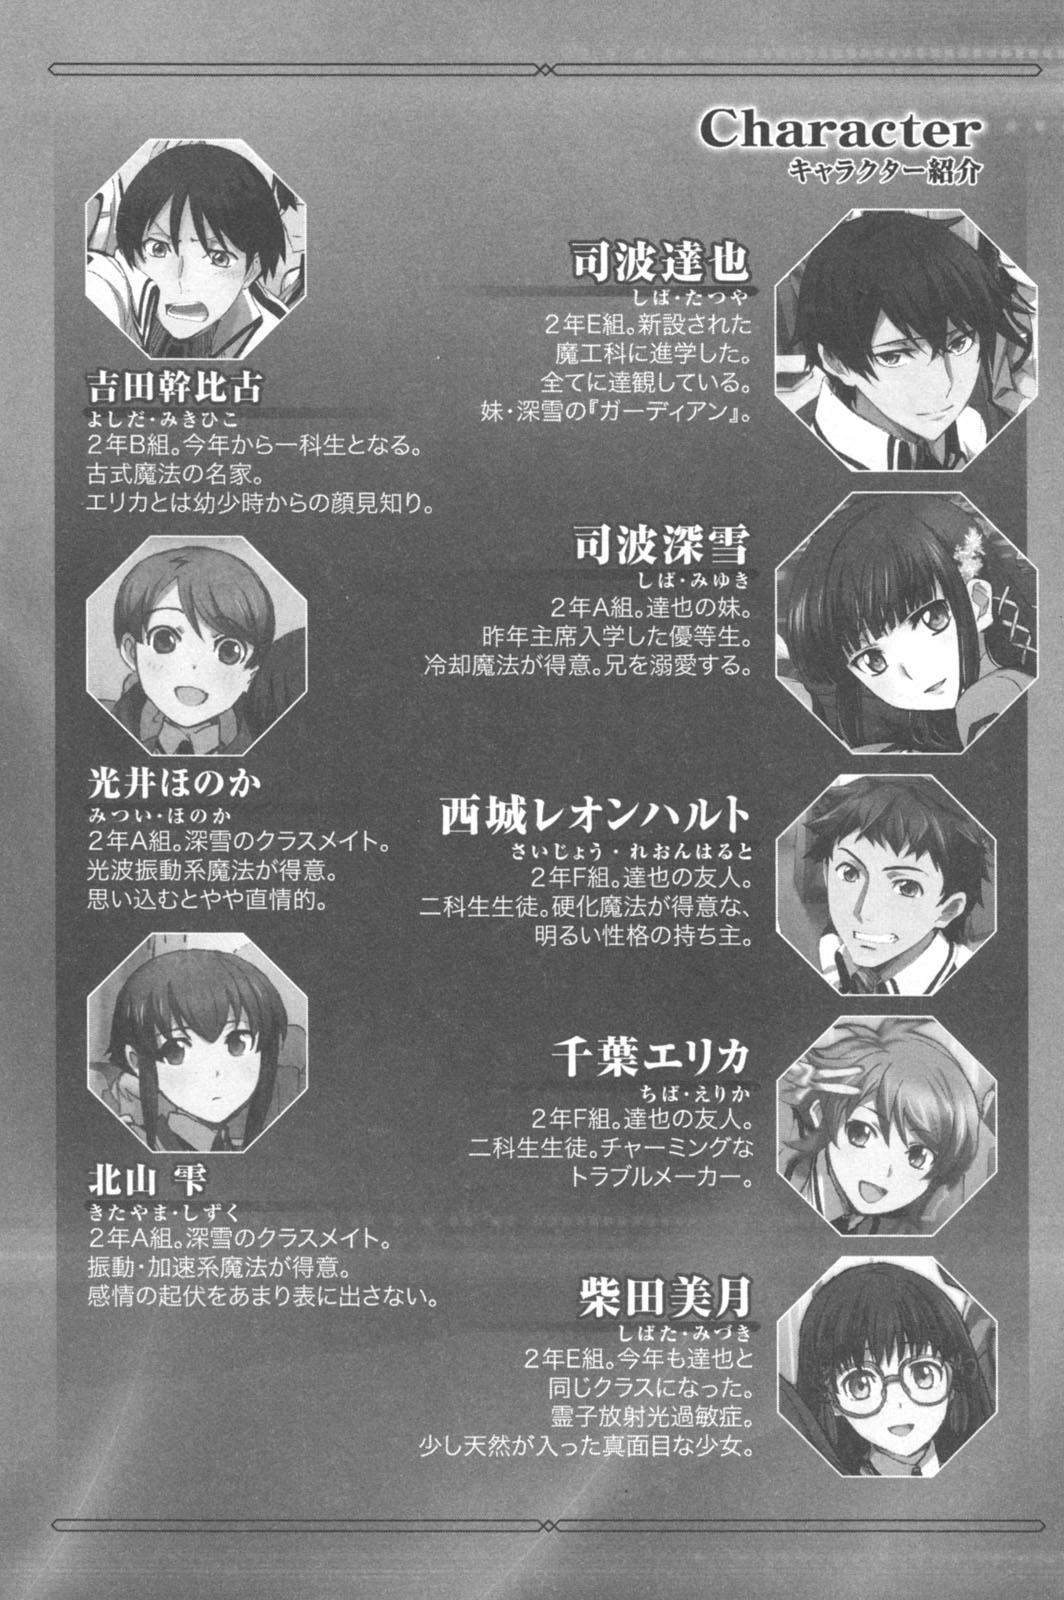 Character
キャラクター紹介
司波達也
しば・たつや
2年E組。新設された
魔工科に進学した。
全てに達観している。
妹・深雪の『ガーディアン』。
司波深雪
しば・みゆき
2年A組。達也の妹。
昨年主席入学した優等生。
冷却魔法が得意。兄を溺愛する。
西城レオンハルト
さいじょう・れおんはると
2年F組。達也の友人。
二科生生徒。硬化魔法が得意な、
明るい性格の持ち主。
千葉エリカ
ちば・えりか
2年F組。達也の友人。
二科生生徒。チャーミングな
トラブルメーカー。
柴田美月
しばた・みづき
2年E組。今年も達也と
同じクラスになった。
霊子放射光過敏症。
少し天然が入った真面目な少女。
吉田幹比古
よしだ・みきひこ
2年B組。今年から一科生となる。
古式魔法の名家。
エリカとは幼少時からの顔見知り。
光井ほのか
みつい・ほのか
2年A組。深雪のクラスメイト。
光波振動系魔法が得意。
思い込むとやや直情的。
北山 雫
きたやま・しずく
2年A組。深雪のクラスメイト。
振動・加速系魔法が得意。
感情の起伏をあまり表に出さない。